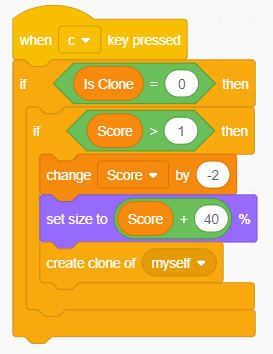 when c key pressed
if Is Clone = 0 then
if Score > 1 then
change Score by -2
set size to Score + 40 %
create clone of myself